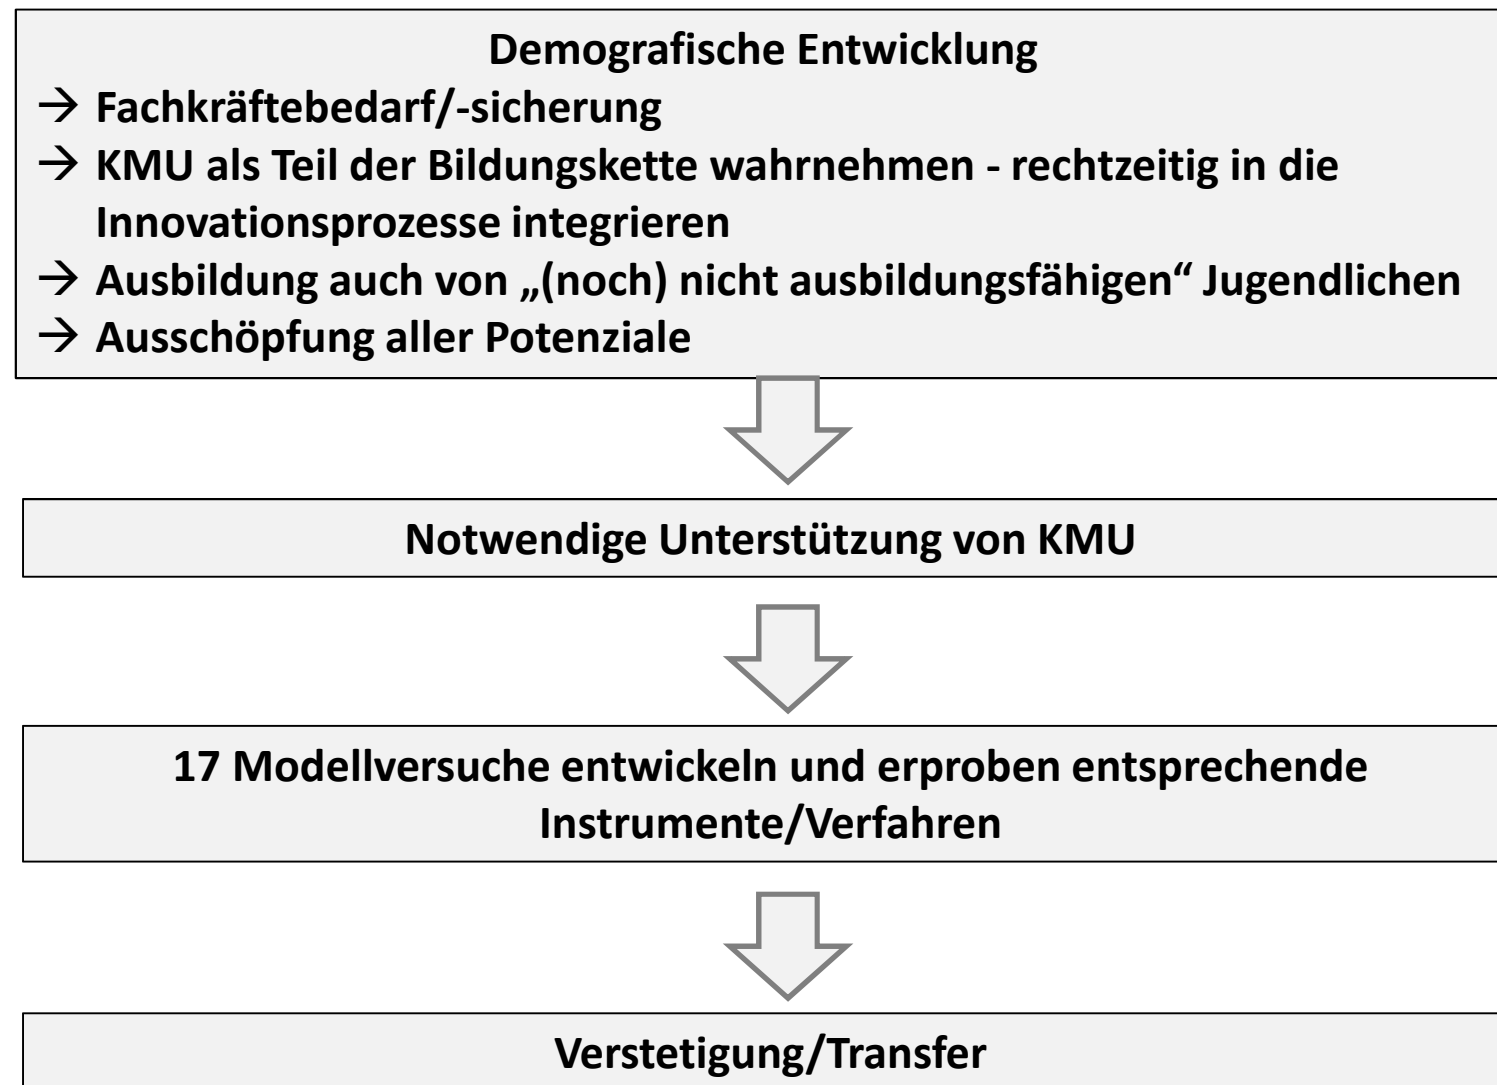 Demografische Entwicklung
→ Fachkräftebedarf/-sicherung
→ KMU als Teil der Bildungskette wahrnehmen - rechtzeitig in die
Innovationsprozesse integrieren
→ Ausbildung auch von „(noch) nicht ausbildungsfähigen“ Jugendlichen
→ Ausschöpfung aller Potenziale
Notwendige Unterstützung von KMU
17 Modellversuche entwickeln und erproben entsprechende
Instrumente/Verfahren
Verstetigung/Transfer